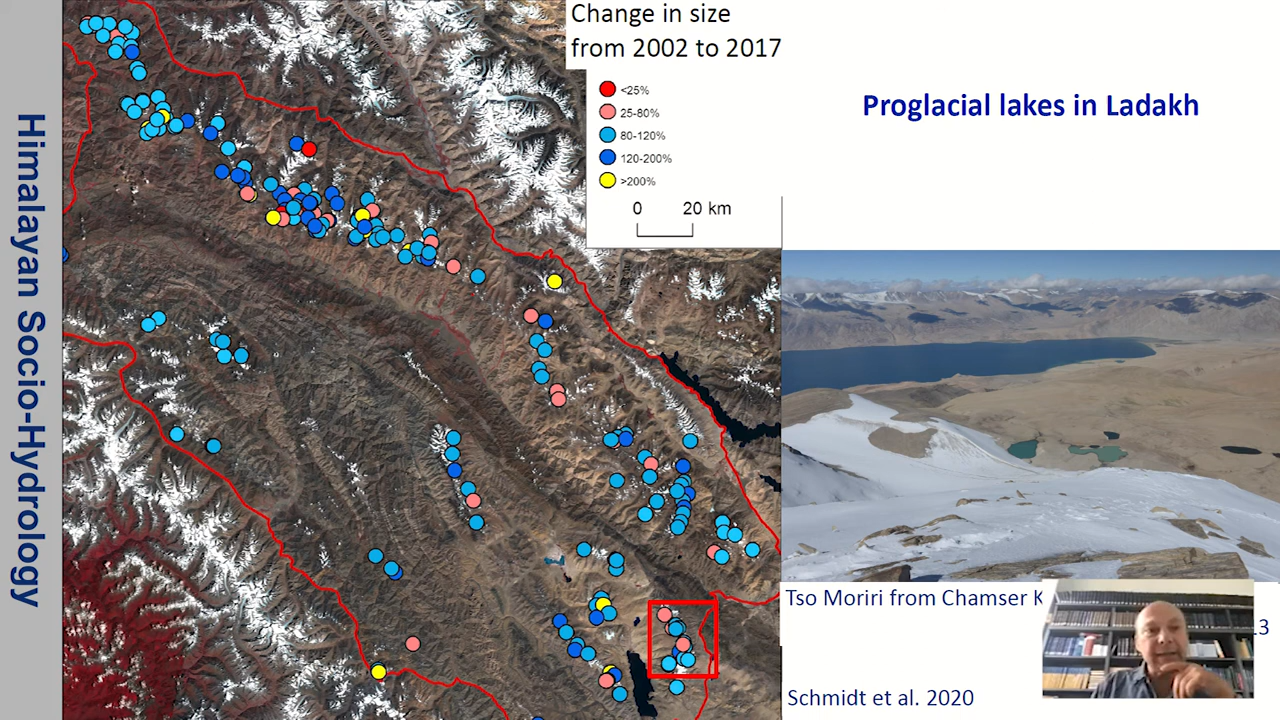 Himalayan Socio-Hydrology
Change in size
from 2002 to 2017
<25%
25-80%
80-120%
120-200%
>200%
0 20 km
Proglacial lakes in Ladakh
Tso Moriri from Chamser
13
Schmidt et al. 2020